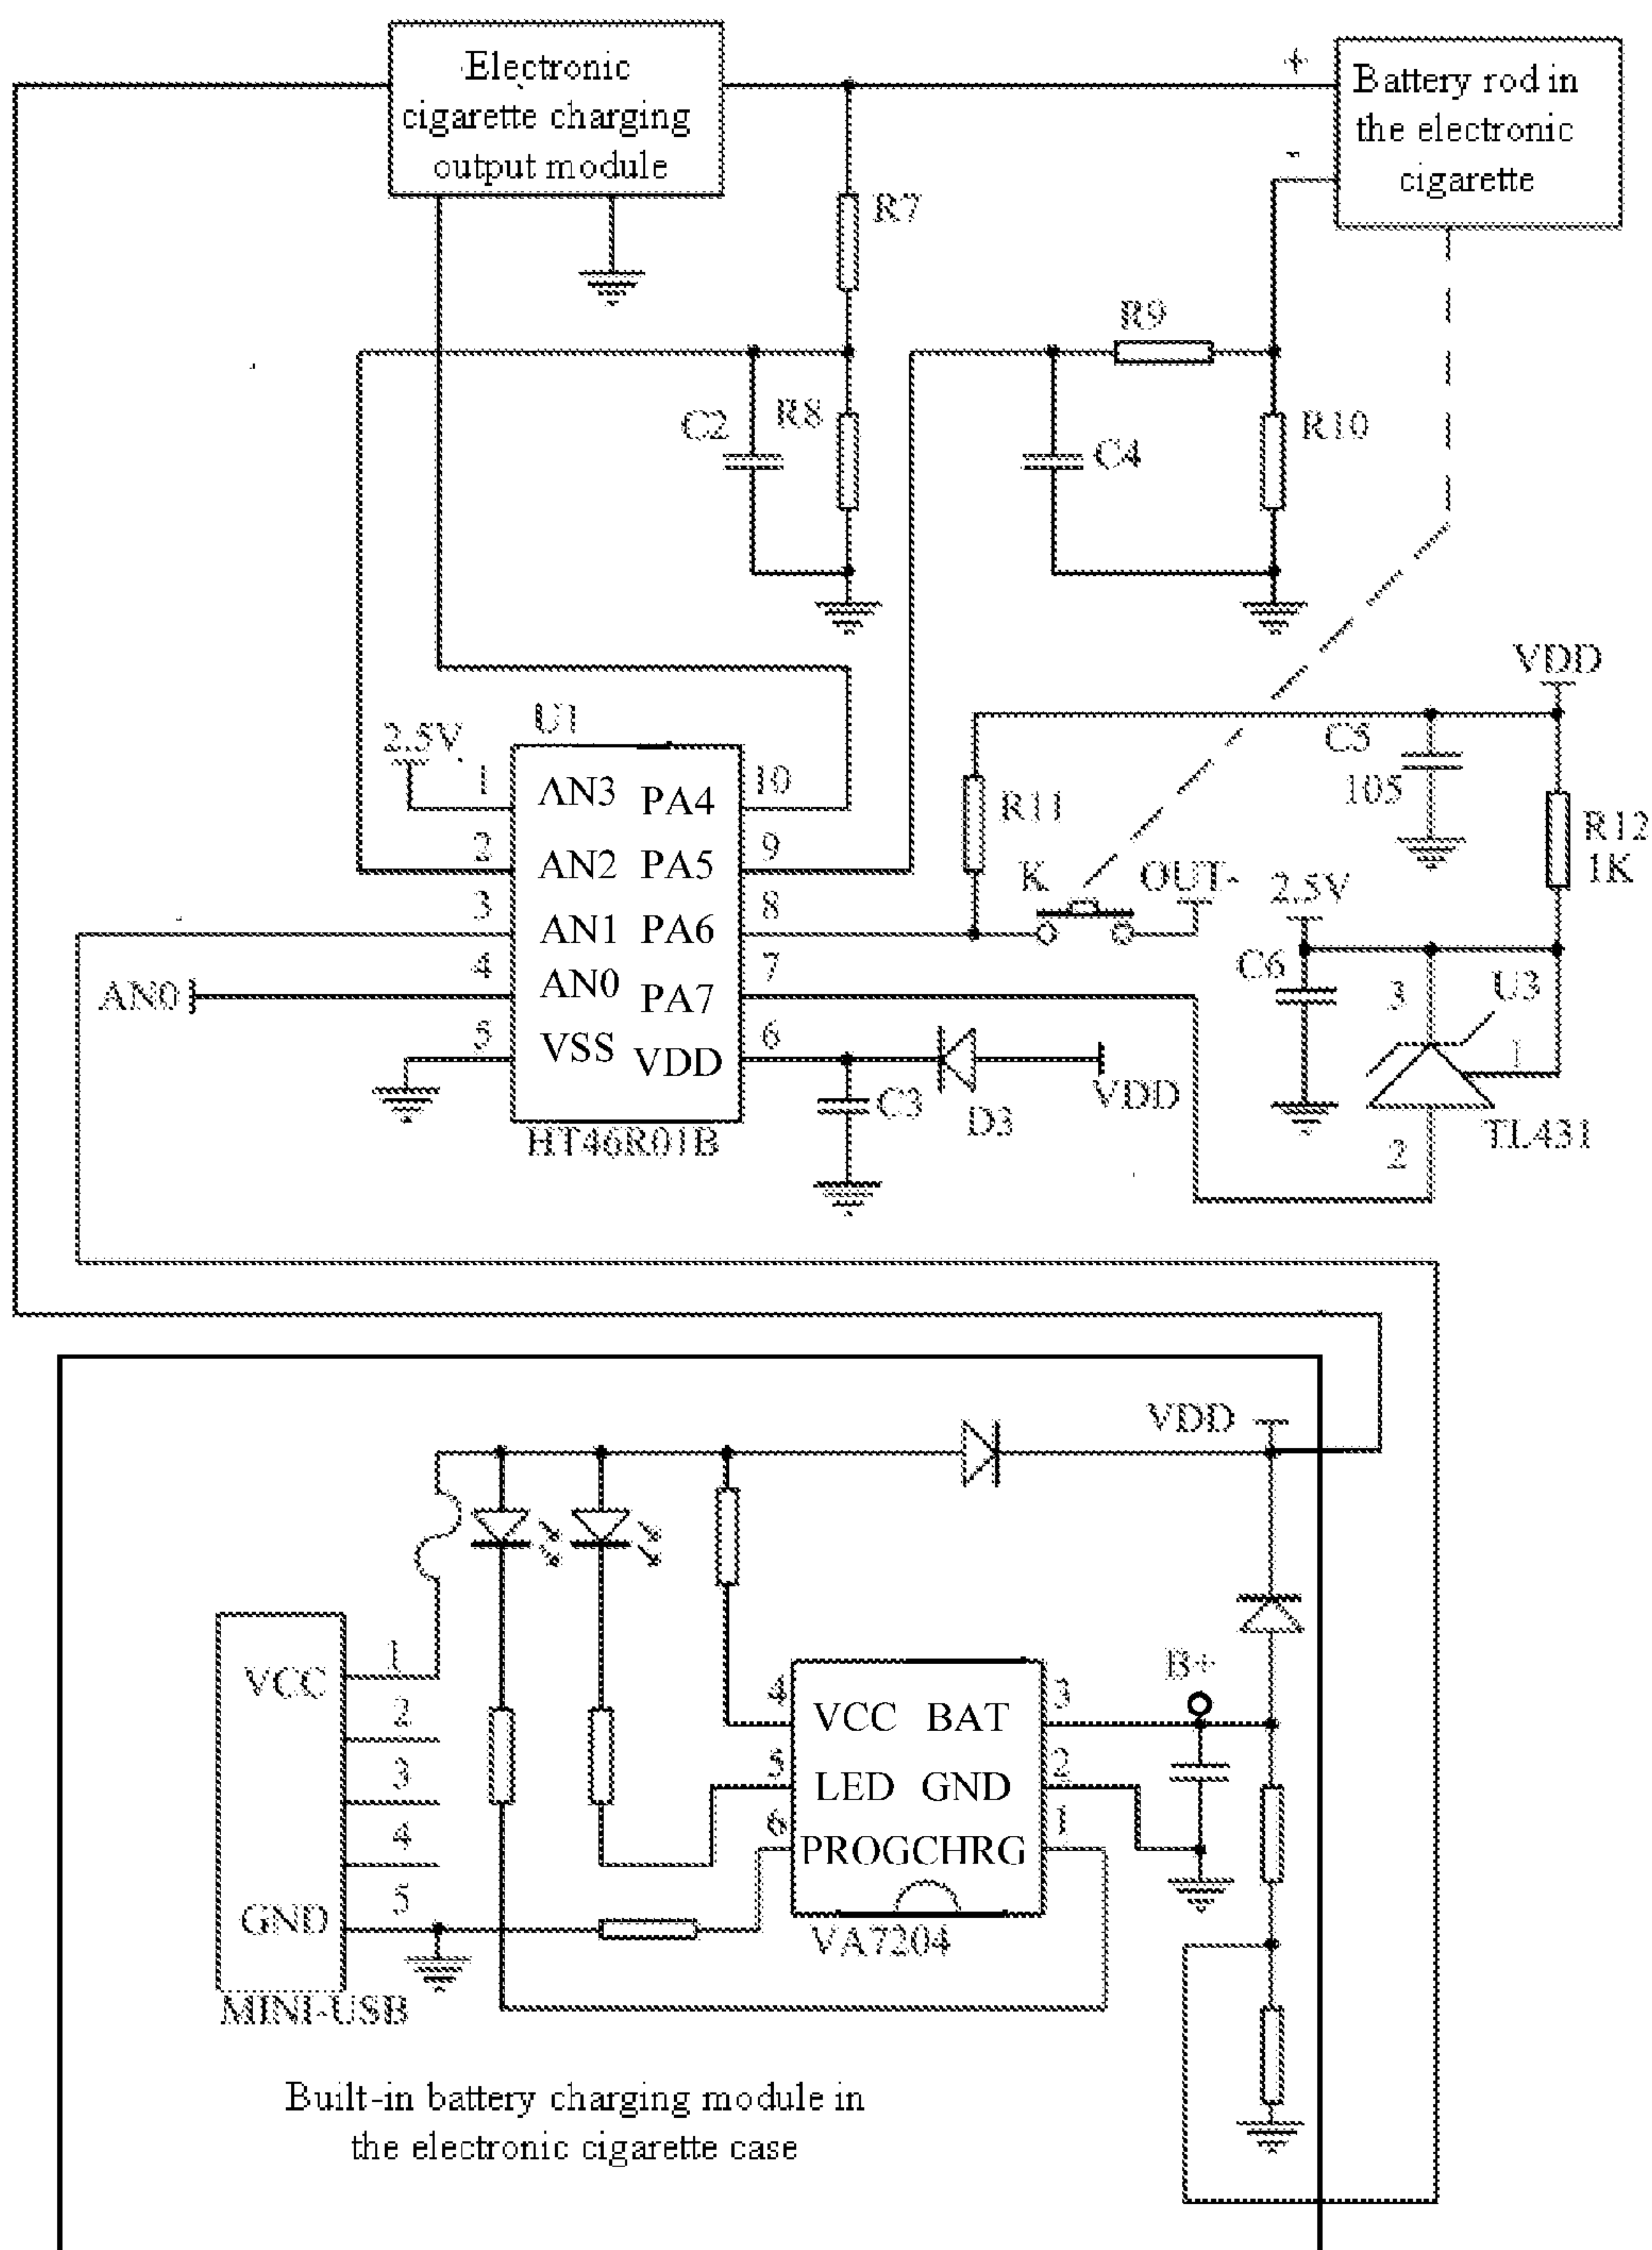 Electronic
cigarette charging
output module
+
Battery rod in
the electronic
cigarette
-
R7
R9
C2
R8
C4
R10
VDD
U1
2.5V
C5
105
1
AN3
PA4
10
R11
R12
1K
2
AN2
PA5
9
K
OUT-
2.5V
3
AN1
PA6
8
C6
4
AN0
AN0
PA7
7
3
U3
5
VSS
VDD
6
1
C3
D3
VDD
HT46R01B
TL431
2
VDD
VCC
1
B+
4
VCC
BAT
3
2
5
LED
GND
2
3
6
PROG
CHRG
1
4
GND
5
VA7204
MINI-USB
Built-in battery charging module in
the electronic cigarette case